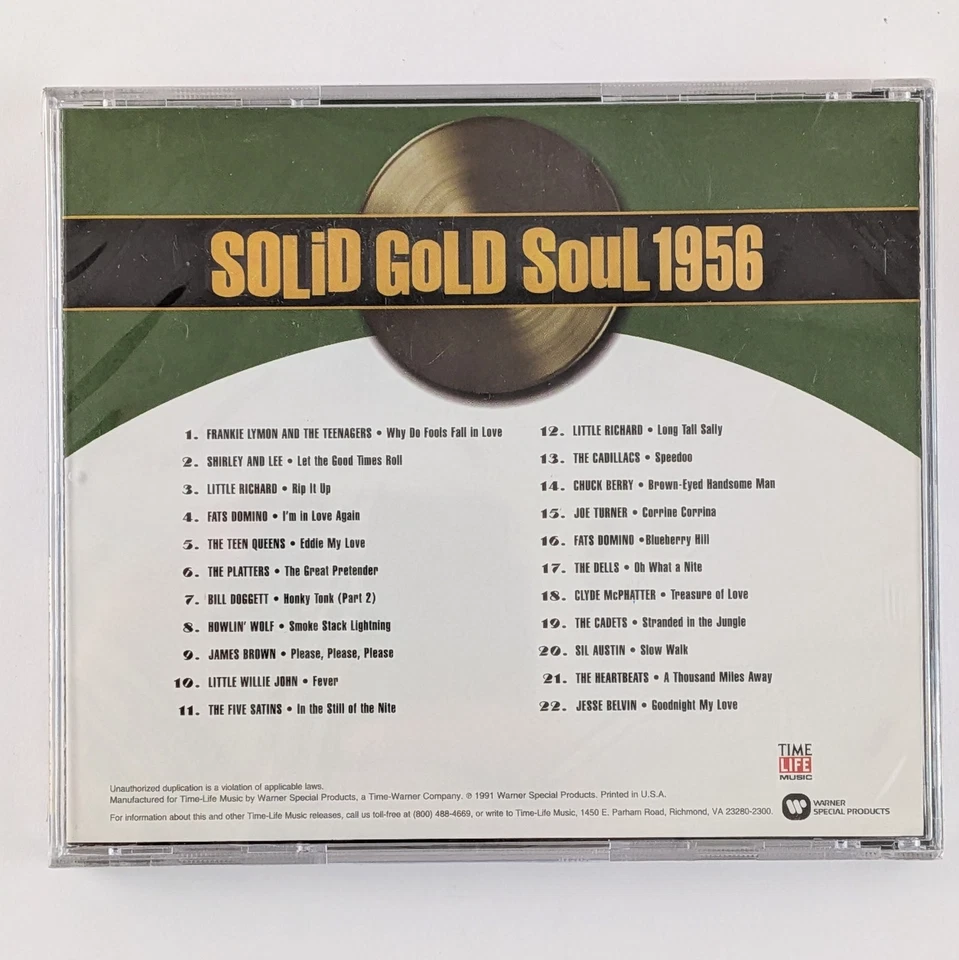 SOLiD GoLD SouL 1956
1. FRANKIE LYMON AND THE TEENAGERS • Why Do Fools Fall in Love
2. SHIRLEY AND LEE • Let the Good Times Roll
3. LITTLE RICHARD • Rip It Up
4. FATS DOMINO • I'm in Love Again
5. THE TEEN QUEENS • Eddie My Love
6. THE PLATTERS • The Great Pretender
7. BILL DOGGETT • Honky Tonk (Part 2)
8. HOWLIN' WOLF • Smoke Stack Lightning
9. JAMES BROWN • Please, Please, Please
10. LITTLE WILLIE JOHN • Fever
11. THE FIVE SATINS • In the Still of the Nite
12. LITTLE RICHARD • Long Tall Sally
13. THE CADILLACS • Speedoo
14. CHUCK BERRY • Brown-Eyed Handsome Man
15. JOE TURNER • Corrine Corrina
16. FATS DOMINO •Blueberry Hill
17. THE DELLS • Oh What a Nite
18. CLYDE McPHATTER • Treasure of Love
19. THE CADETS • Stranded in the Jungle
20. SIL AUSTIN • Slow Walk
21. THE HEARTBEATS • A Thousand Miles Away
22. JESSE BELVIN • Goodnight My Love
TIME
LIFE
MUSIC
Unauthorized duplication is a violation of applicable laws.
Manufactured for Time-Life Music by Warner Special Products, a Time-Warner Company. ℗ 1991 Warner Special Products. Printed in U.S.A.
For information about this and other Time-Life Music releases, call us toll-free at (800) 488-4669, or write to Time-Life Music, 1450 E. Parham Road, Richmond, VA 23280-2300.
WARNER
SPECIAL PRODUCTS